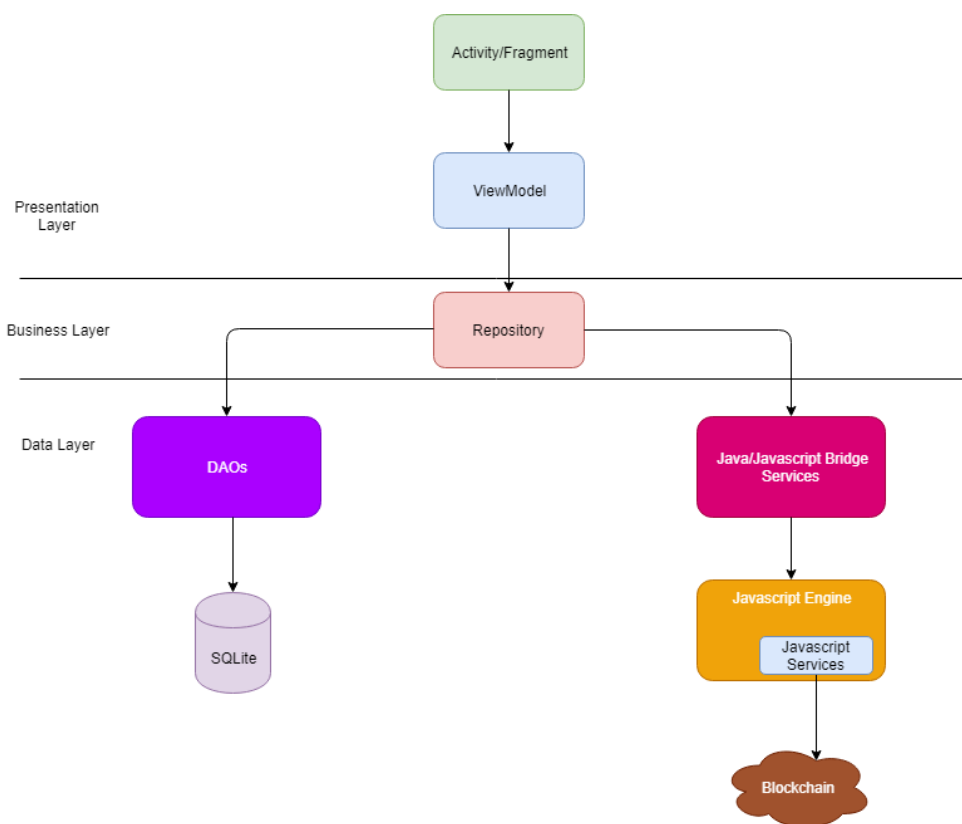 Activity/Fragment
ViewModel
Presentation
Layer
Repository
Business Layer
Data Layer
DAOs
Java/Javascript Bridge
Services
Javascript Engine
Javascript
Services
SQLite
Blockchain